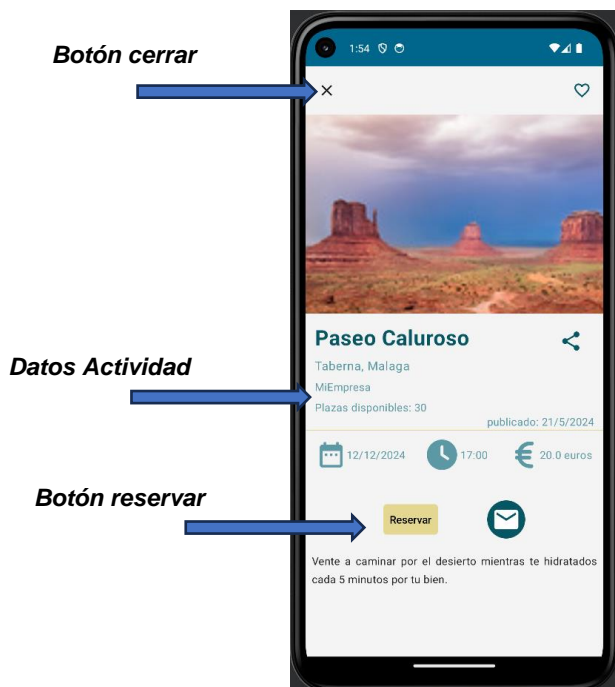 Botón cerrar
1:54
Paseo Caluroso
Datos Actividad
Taberna, Malaga
MiEmpresa
Plazas disponibles: 30
publicado: 21/5/2024
12/12/2024 17:00 20.0 euros
Botón reservar
Reservar
Vente a caminar por el desierto mientras te hidratados
cada 5 minutos por tu bien.